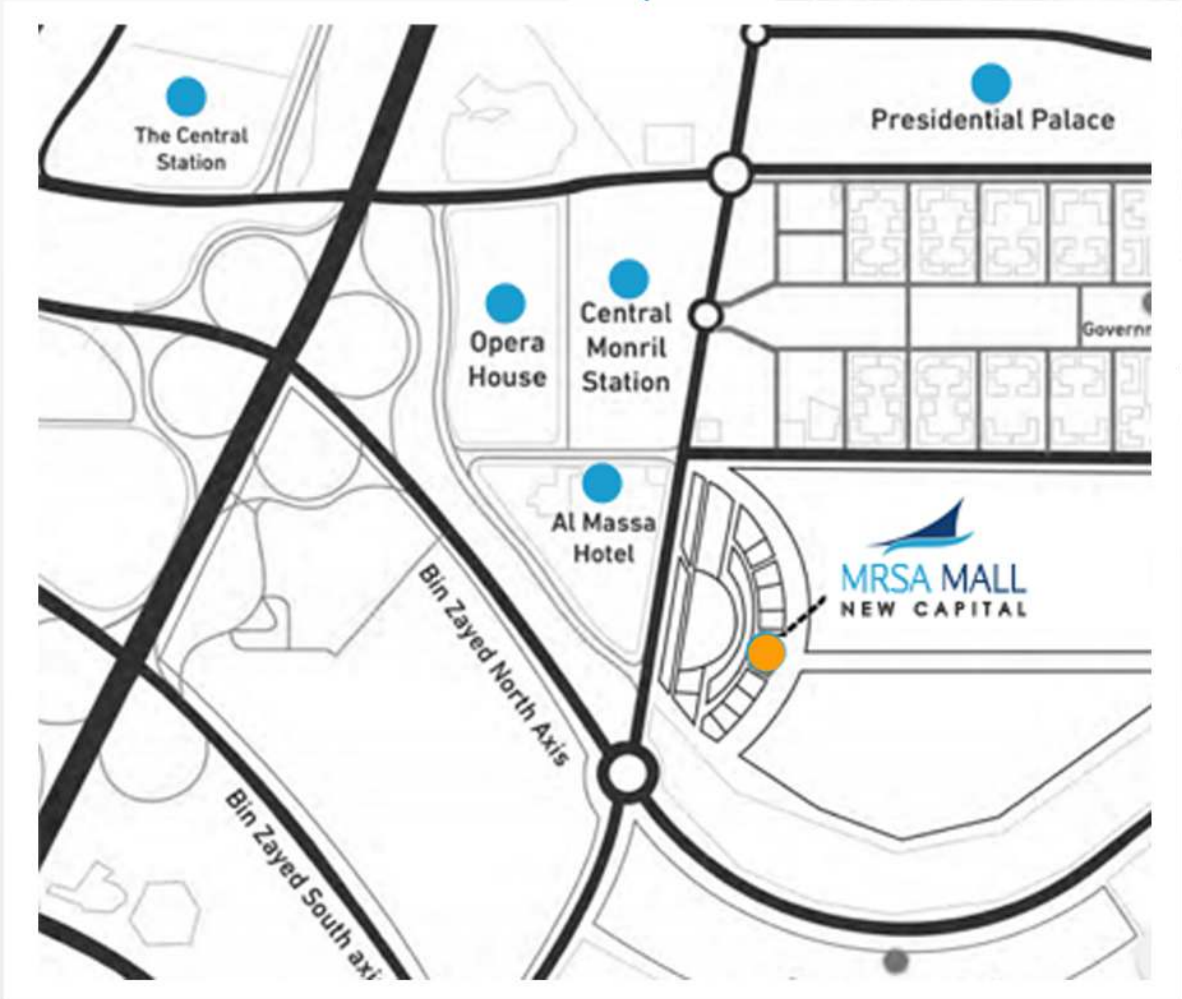 The Central
Station
Presidential Palace
Opera
House
Central
Monril
Station
Governr
Al Massa
Hotel
MRSA MALL
NEW CAPITAL
Bin Zayed North Axis
Bin Zayed South axi